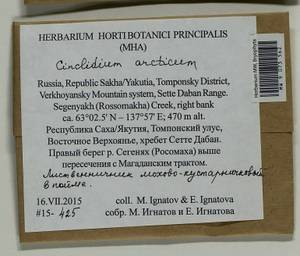 HERBARIUM HORTI BOTANICI PRINCIPALIS
(MHA)
Cinclidium arcticum
Russia, Republic Sakha/Yakutia, Tomponsky District,
Verkhoyansky Mountain system, Sette Daban Range.
Segenyakh (Rossomakha) Creek, right bank
ca. 63°02.5' N – 137°57' E; 470 m alt.
Республика Саха/Якутия, Томпонский улус,
Восточное Верхоянье, хребет Сетте Дабан.
Правый берег р. Сегенях (Росомаха) выше
пересечения с Магаданским трактом.
Лиственничник мохово-кустарничковый
в пойме.
16.VII.2015 coll. M. Ignatov & E. Ignatova
#15- 425 собр. М. Игнатов и Е. Игнатова